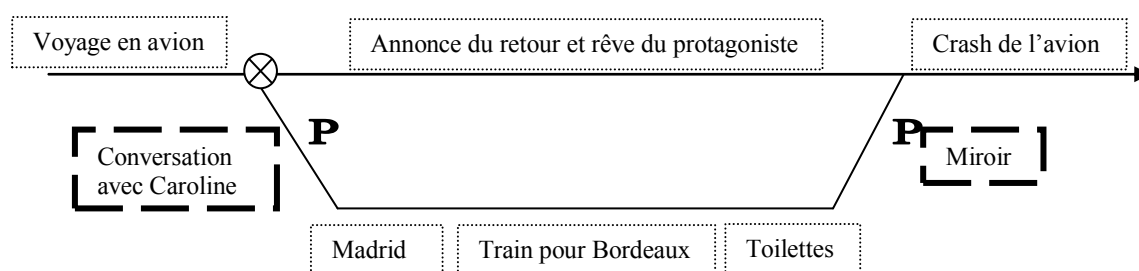 Voyage en avion
Annonce du retour et rêve du protagoniste
Crash de l’avion
P
P
Conversation
avec Caroline
Miroir
Madrid
Train pour Bordeaux
Toilettes